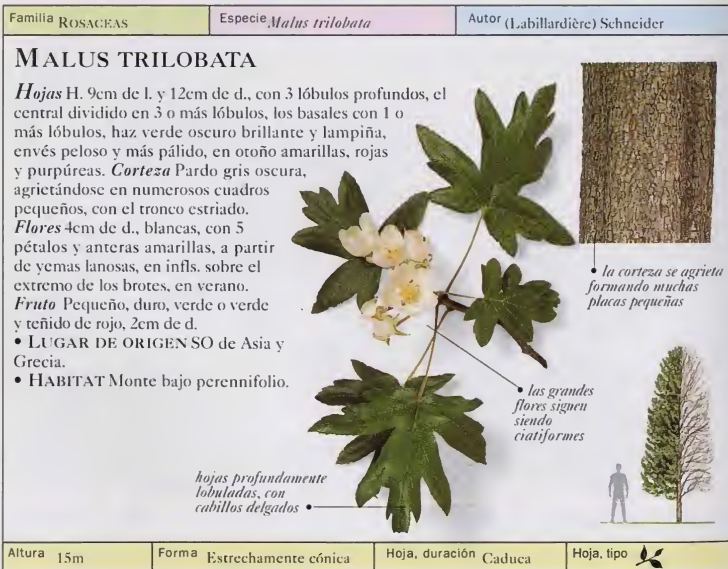 Familia ROSACEAS
Especie Malus trilobata
Autor (Labillardière) Schneider
MALUS TRILOBATA
Hojas H. 9cm de l. y 12cm de d., con 3 lóbulos profundos, el
central dividido en 3 o más lóbulos, los basales con 1 o
más lóbulos, haz verde oscuro brillante y lampiña,
envés peloso y más pálido, en otoño amarillas, rojas
y purpúreas. Corteza Pardo gris oscura,
agrietándose en numerosos cuadros
pequeños, con el tronco estriado.
Flores 4cm de d., blancas, con 5
pétalos y anteras amarillas, a partir
de yemas lanosas, en infls. sobre el
extremo de los brotes, en verano.
Fruto Pequeño, duro, verde o verde
y teñido de rojo, 2cm de d.
• LUGAR DE ORIGEN SO de Asia y
Grecia.
• HABITAT Monte bajo perennifolio.
• la corteza se agrieta
formando muchas
placas pequeñas
• las grandes
flores siguen
siendo
ciatiformes
hojas profundamente
lobuladas, con
cabillos delgados •
Altura 15m
Forma Estrechamente cónica
Hoja, duración Caduca
Hoja, tipo